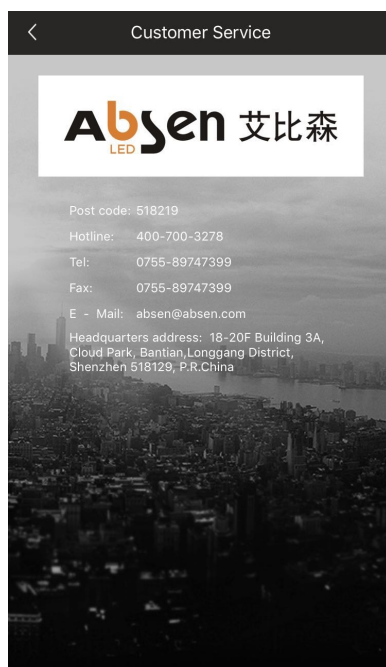 Customer Service
Absen 艾比森
LED
Post code: 518219
Hotline: 400-700-3278
Tel: 0755-89747399
Fax: 0755-89747399
E - Mail: absen@absen.com
Headquarters address: 18-20F Building 3A,
Cloud Park, Bantian,Longgang District,
Shenzhen 518129, P.R.China